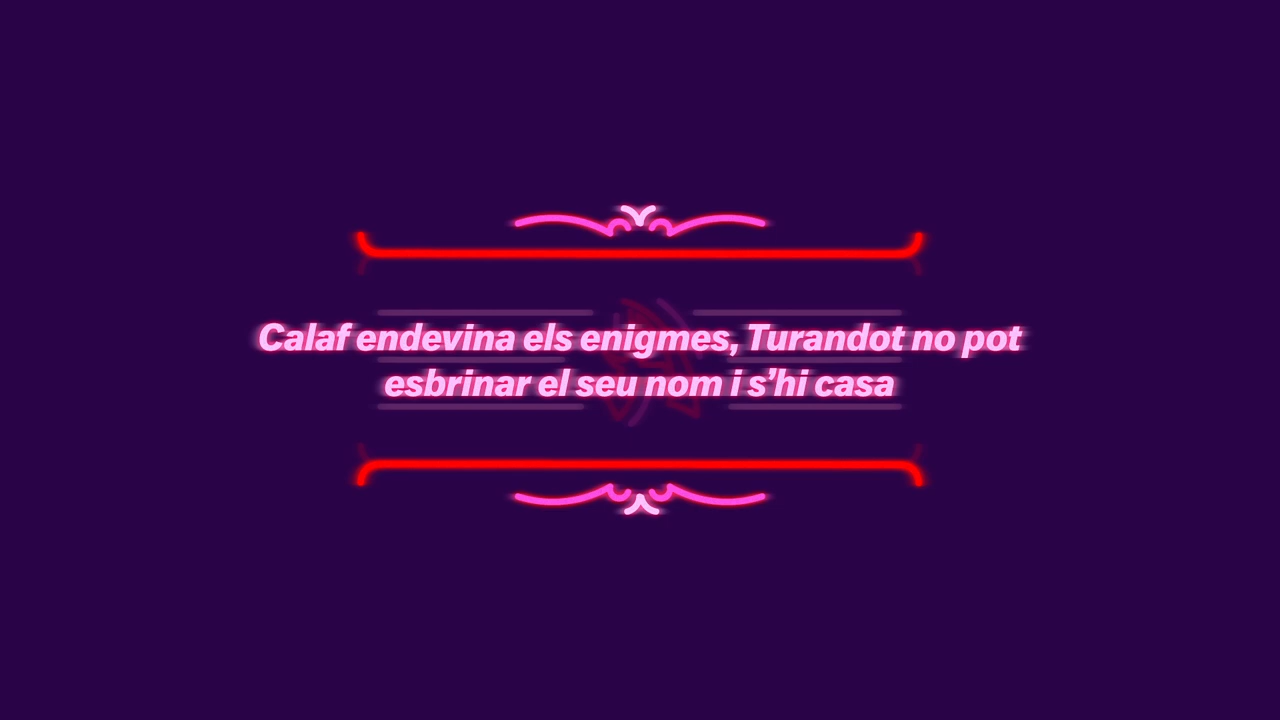 Calaf endevina els enigmes, Turandot no pot
esbrinar el seu nom i s’hi casa